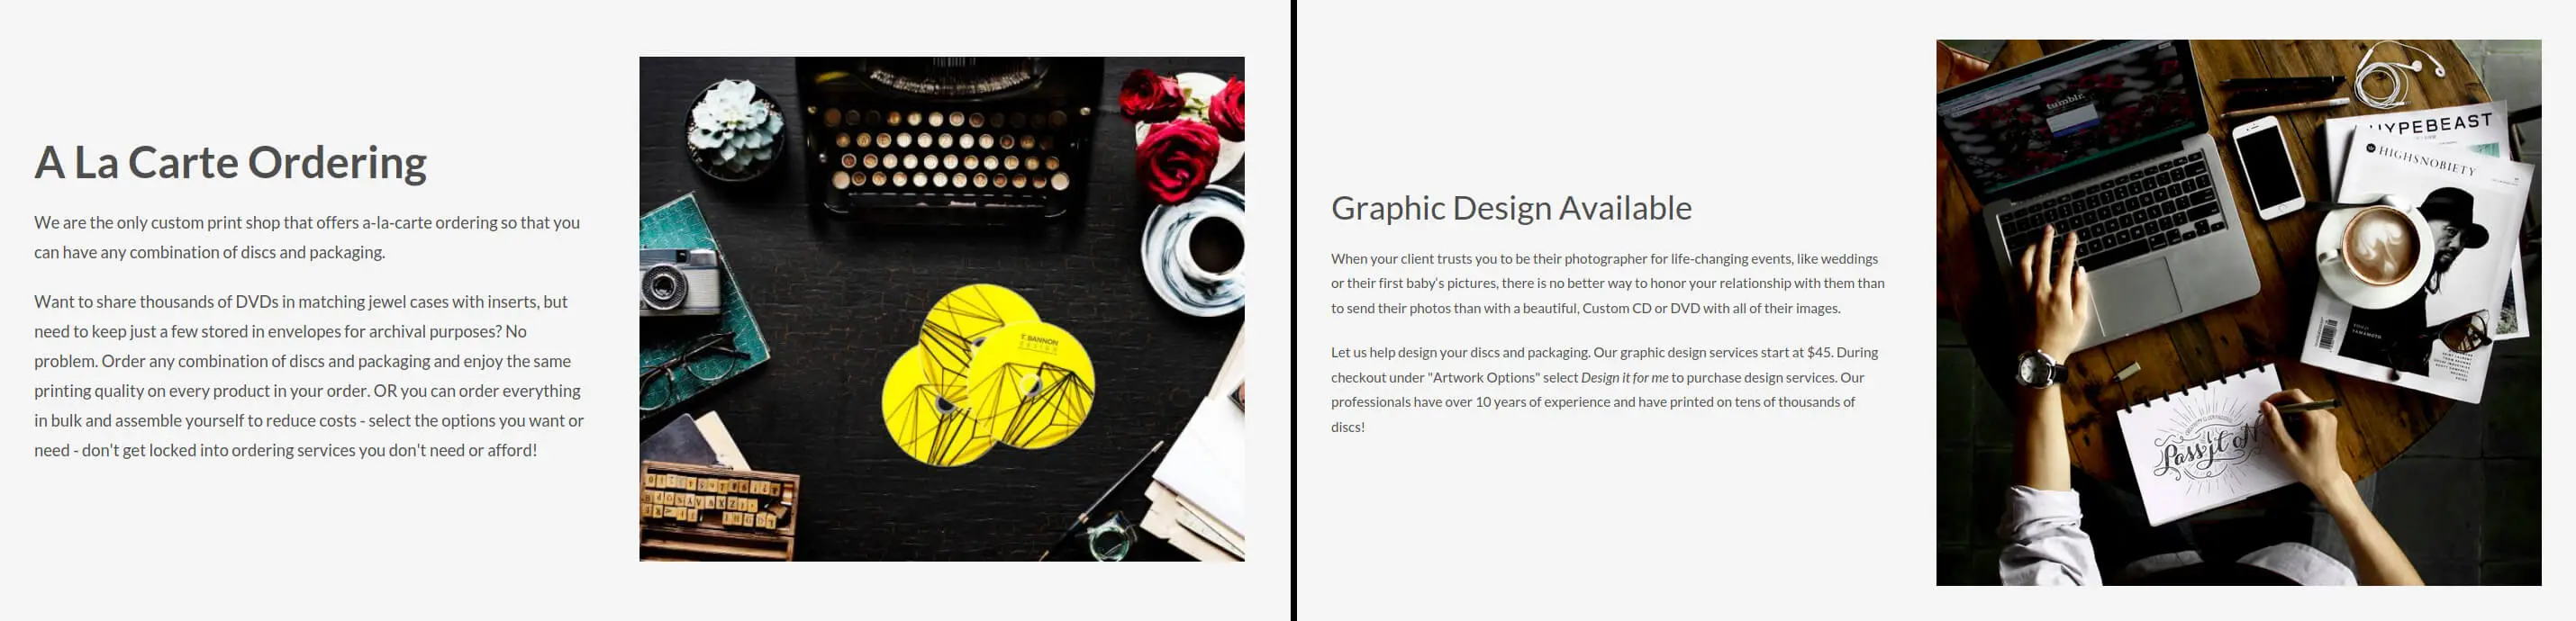 A La Carte Ordering
We are the only custom print shop that offers a-la-carte ordering so that you
can have any combination of discs and packaging.
Want to share thousands of DVDs in matching jewel cases with inserts, but
need to keep just a few stored in envelopes for archival purposes? No
problem. Order any combination of discs and packaging and enjoy the same
printing quality on every product in your order. OR you can order everything
in bulk and assemble yourself to reduce costs - select the options you want or
need - don't get locked into ordering services you don't need or afford!
BANNON
DESIGN
Graphic Design Available
When your client trusts you to be their photographer for life-changing events, like weddings
or their first baby's pictures, there is no better way to honor your relationship with them than
to send their photos than with a beautiful, Custom CD or DVD with all of their images.
Let us help design your discs and packaging. Our graphic design services start at $45. During
checkout under "Artwork Options" select Design it for me to purchase design services. Our
professionals have over 10 years of experience and have printed on tens of thousands of
discs!
tumblr.
HYPEBEAST
HIGHSNOBIETY
YOHJI
YAMAMOTO
Pass it on